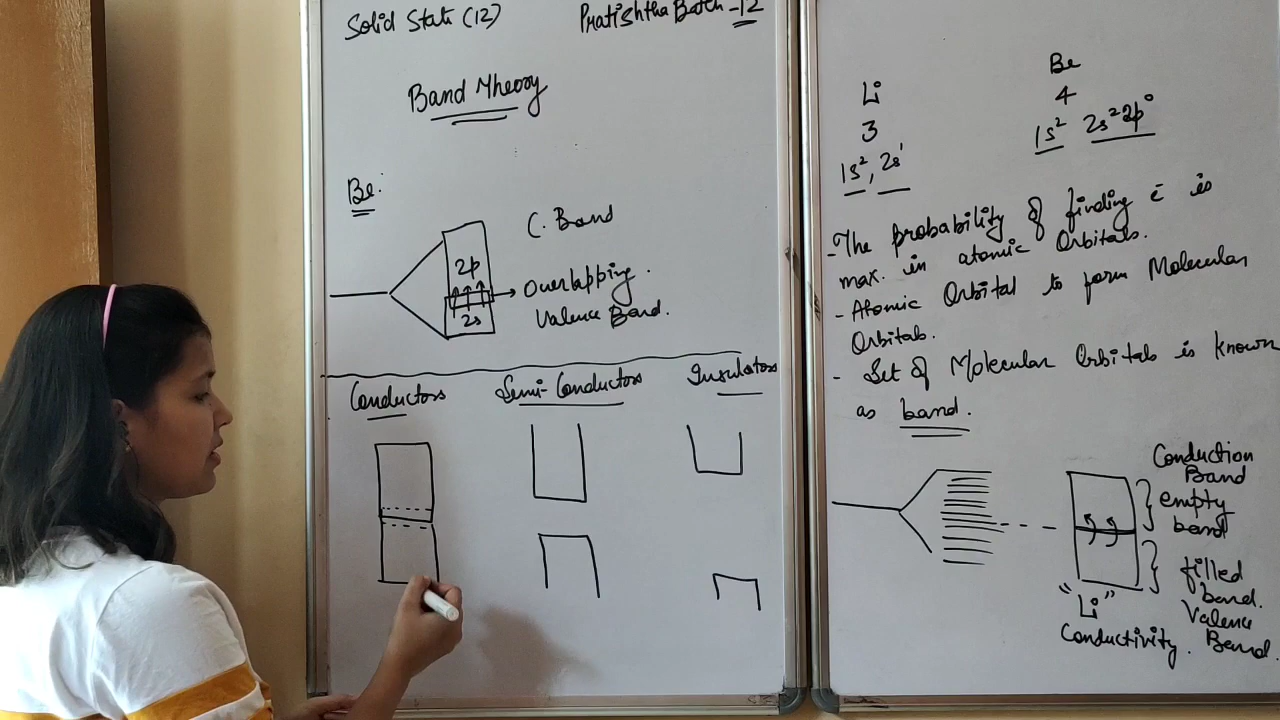 Solid State (12)
Pratishtha Batch -12
Band Theory
Be:
C. Band
2p
Overlapping.
2s
Valence Band.
Conductors
Semi-Conductors
Insulators
Li
3
1s², 2s¹
Be
4
1s² 2s² 2p⁰
- The probability of finding ē is
max. in atomic Orbitals.
- Atomic Orbital to form Molecular
Orbitals.
- Set of Molecular Orbitals is known
as band.
Conduction
Band
empty
band
filled
band.
Valence
Band.
"Li"
Conductivity.